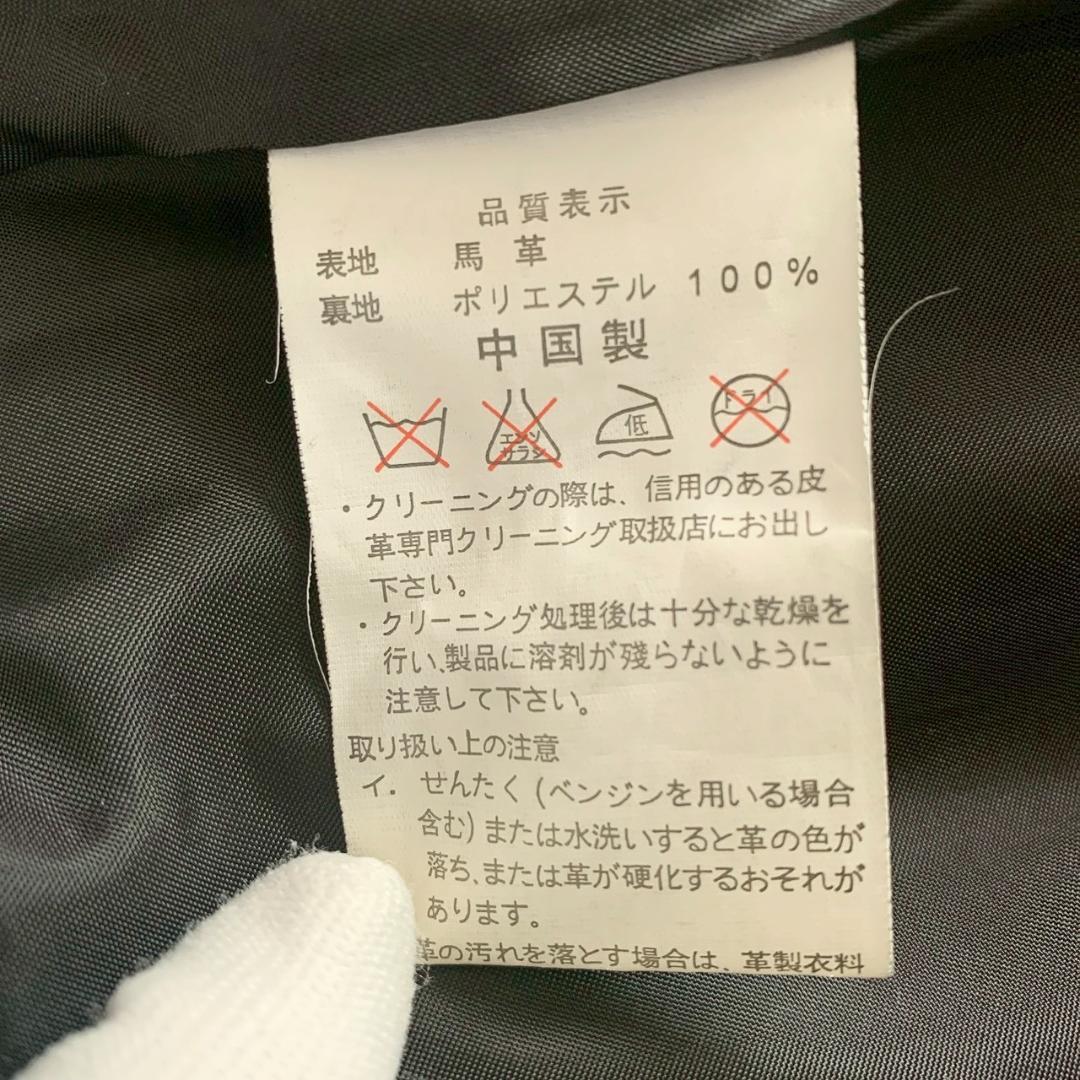 品質表示
表地 馬革
裏地 ポリエステル 100%
中国製
エンソ
サラシ
低
ドライ
・クリーニングの際は、信用のある皮
革専門クリーニング取扱店にお出し
下さい。
・クリーニング処理後は十分な乾燥を
行い、製品に溶剤が残らないように
注意して下さい。
取り扱い上の注意
イ．せんたく(ベンジンを用いる場合
含む)または水洗いすると革の色が
落ち、または革が硬化するおそれが
あります。
革の汚れを落とす場合は、革製衣料